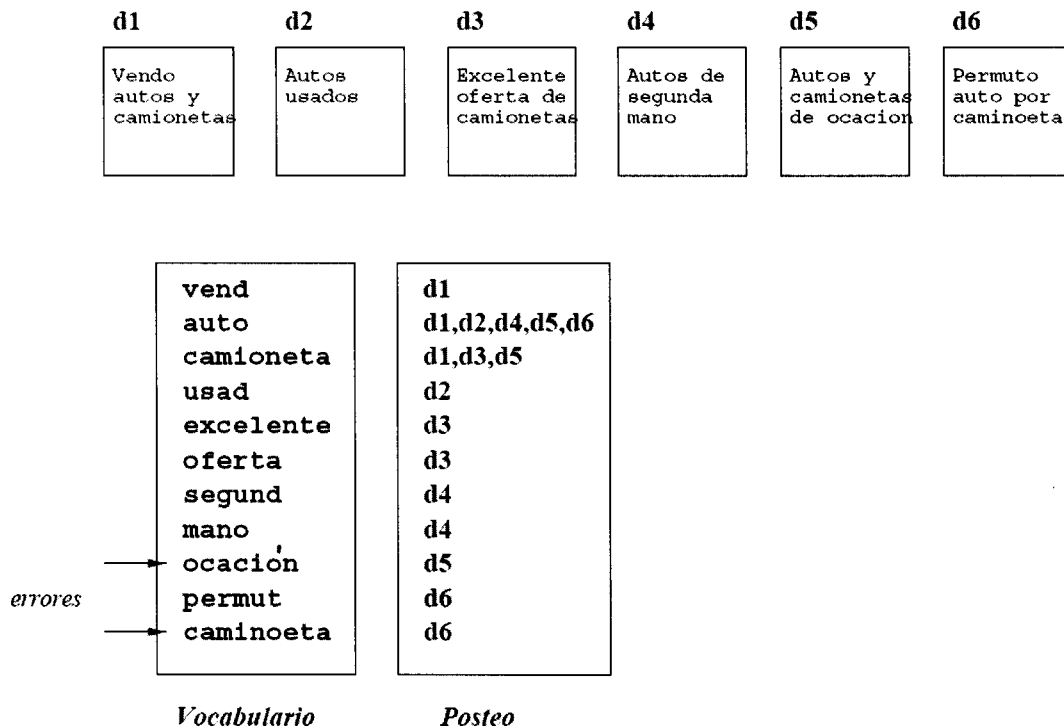 d1 d2 d3 d4 d5 d6
Vendo
autos y
camionetas
Autos
usados
Excelente
oferta de
camionetas
Autos de
segunda
mano
Autos y
camionetas
de ocacion
Permuto
auto por
caminoeta
vend d1
auto d1,d2,d4,d5,d6
camioneta d1,d3,d5
usad d2
excelente d3
oferta d3
segund d4
mano d4
ocación d5
errores
permut d6
caminoeta d6
Vocabulario Posteo